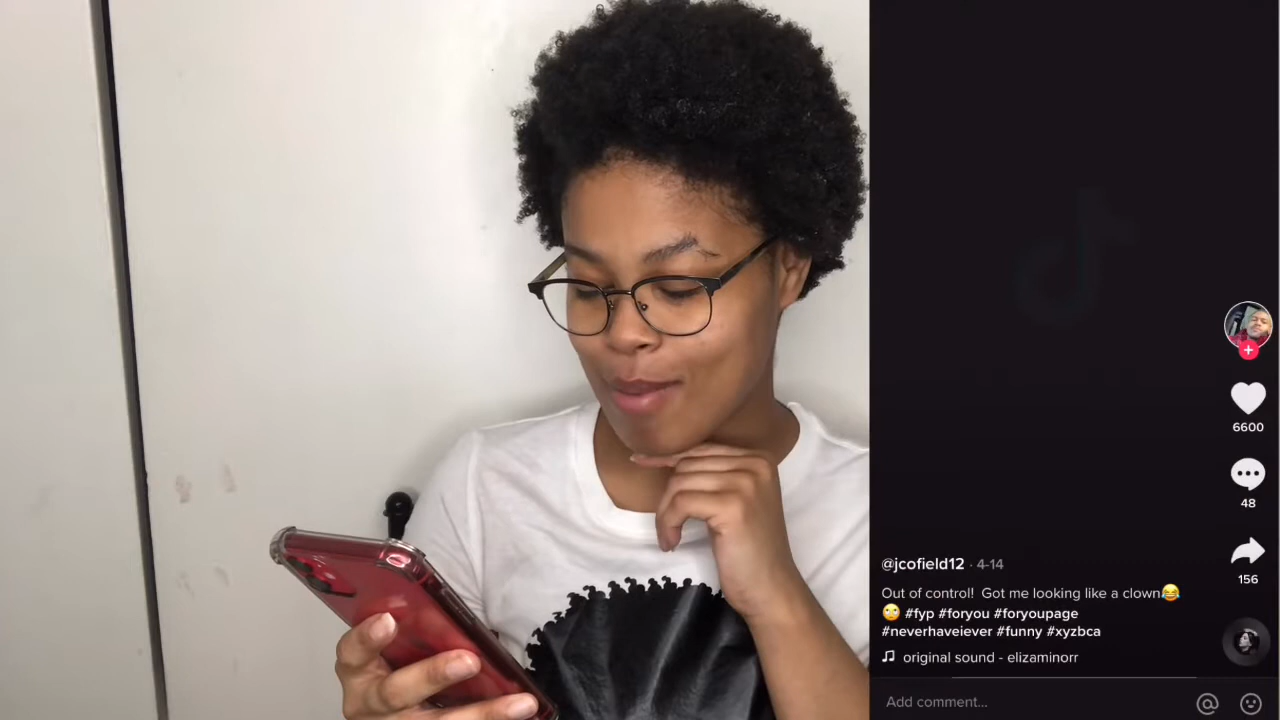 6600
48
156
@jcofield12 · 4-14
Out of control! Got me looking like a clown😂
🙄 #fyp #foryou #foryoupage
#neverhaveiever #funny #xyzbca
original sound - elizaminorr
Add comment...